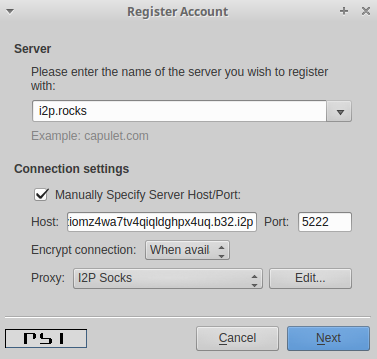 Register Account
Server
Please enter the name of the server you wish to register
with:
i2p.rocks
Example: capulet.com
Connection settings
Manually Specify Server Host/Port:
Host: iomz4wa7tv4qiqldghpx4uq.b32.i2p Port: 5222
Encrypt connection: When avail
Proxy: I2P Socks Edit...
PSI Cancel Next